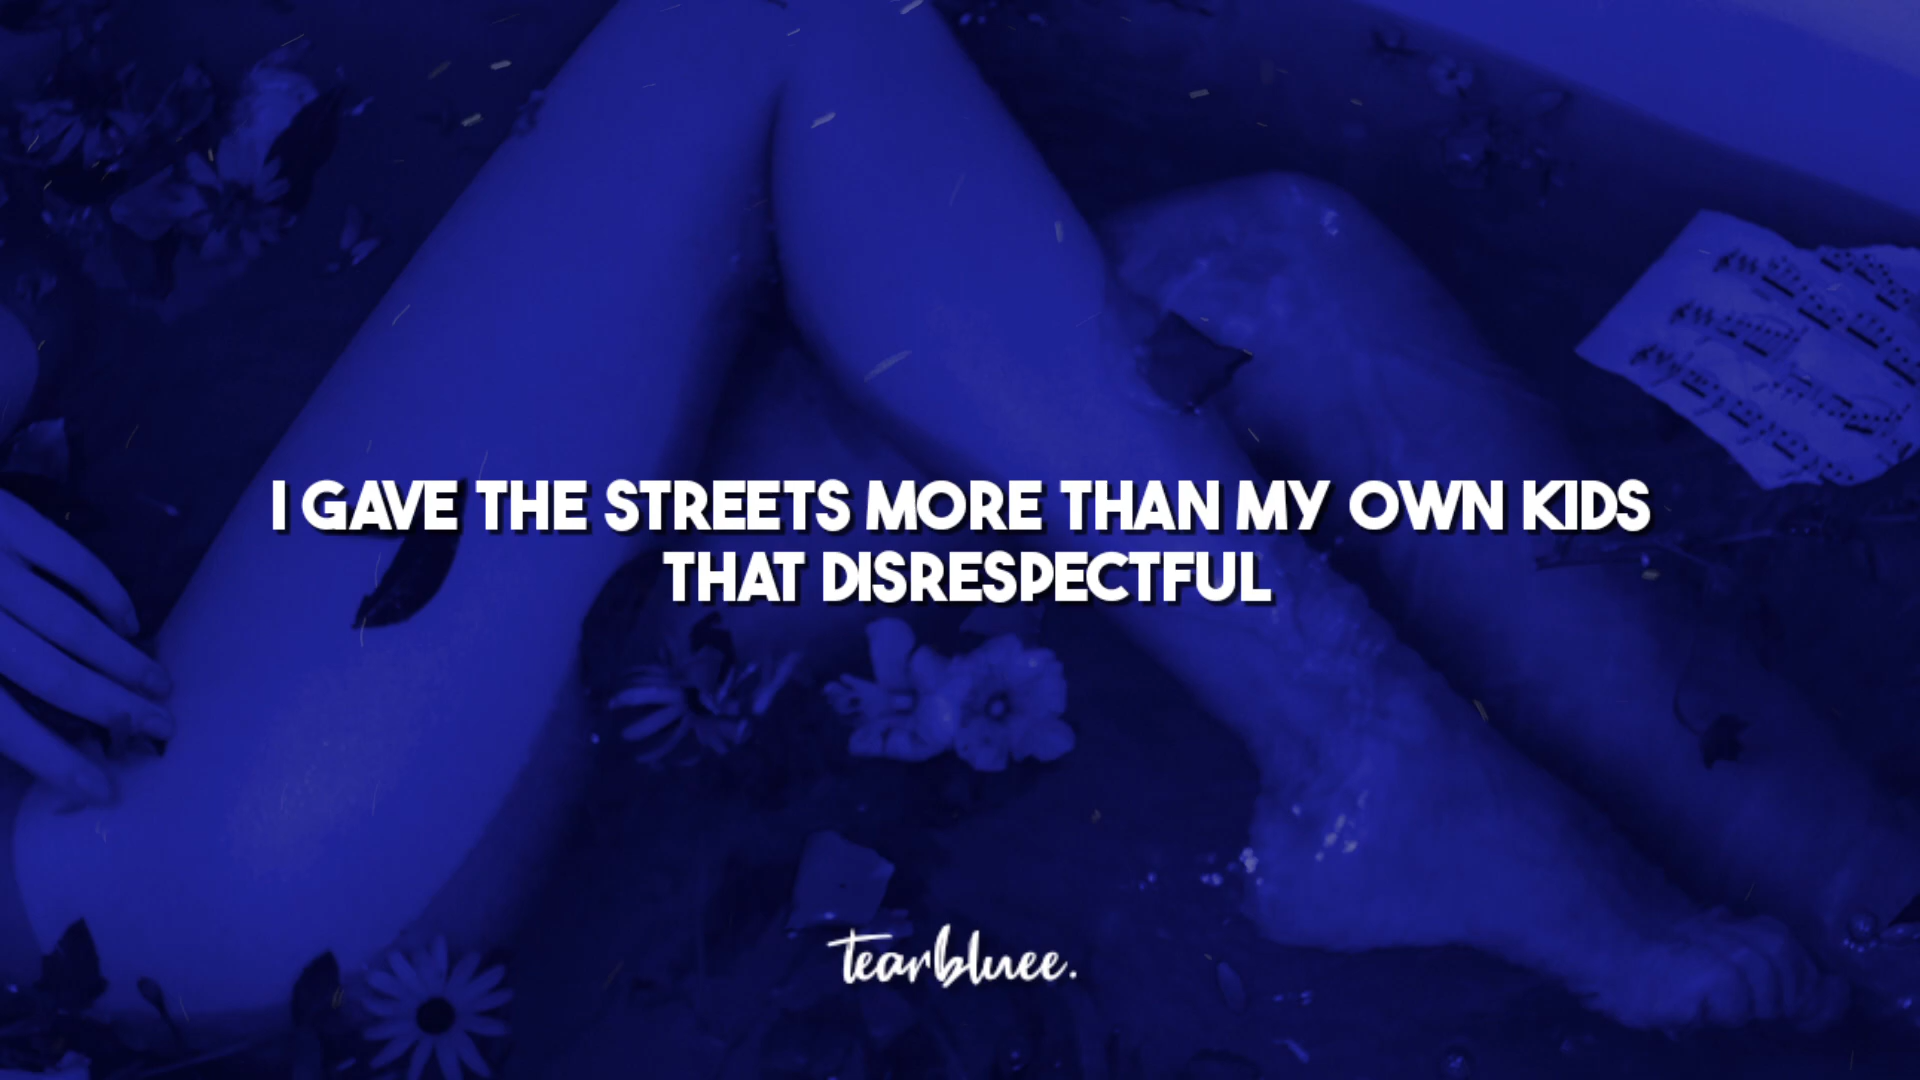 I GAVE THE STREETS MORE THAN MY OWN KIDS
THAT DISRESPECTFUL
tearbluee.